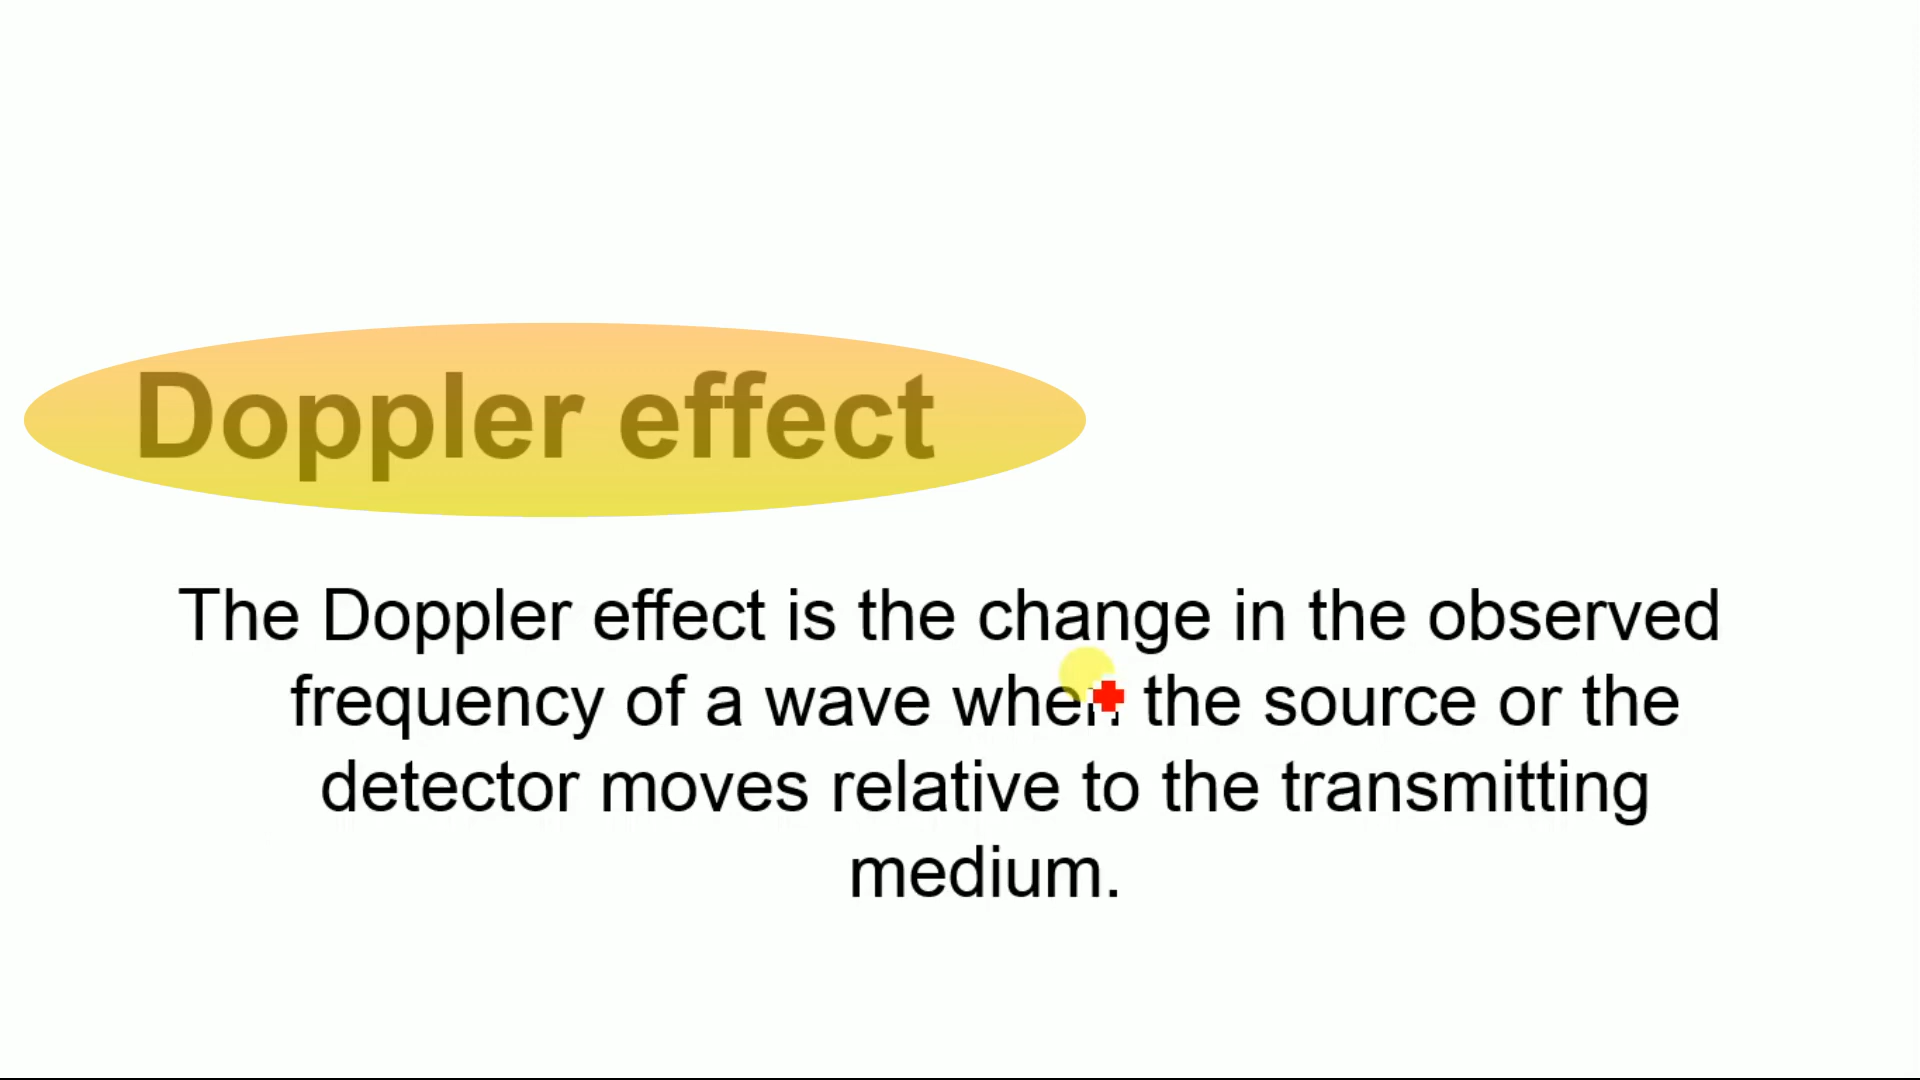 Doppler effect
The Doppler effect is the change in the observed
frequency of a wave when the source or the
detector moves relative to the transmitting
medium.